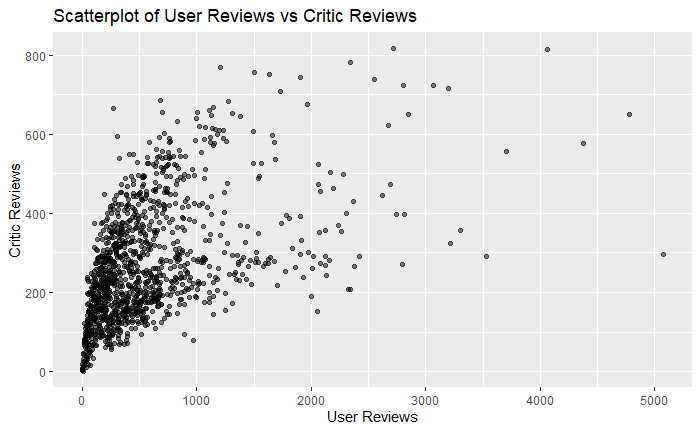 Scatterplot of User Reviews vs Critic Reviews
Critic Reviews
800
600
400
200
0
0 1000 2000 3000 4000 5000
User Reviews